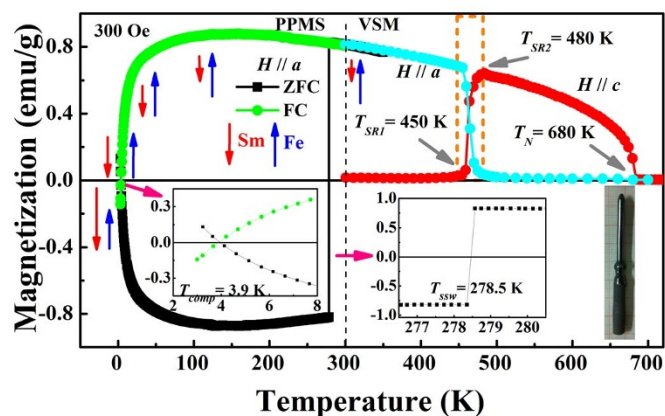 300 Oe
PPMS
VSM
T_SR2 = 480 K
H // a
H // a
H // c
ZFC
FC
T_SR1 = 450 K
T_N = 680 K
Sm
Fe
0.8
0.4
0.0
-0.4
-0.8
Magnetization (emu/g)
0.3
0.0
-0.3
T_comp = 3.9 K
2 4 6 8
1.0
0.5
0.0
-0.5
-1.0
T_ssw = 278.5 K
277 278 279 280
0 50 100 150 200 300 400 500 600 700
Temperature (K)